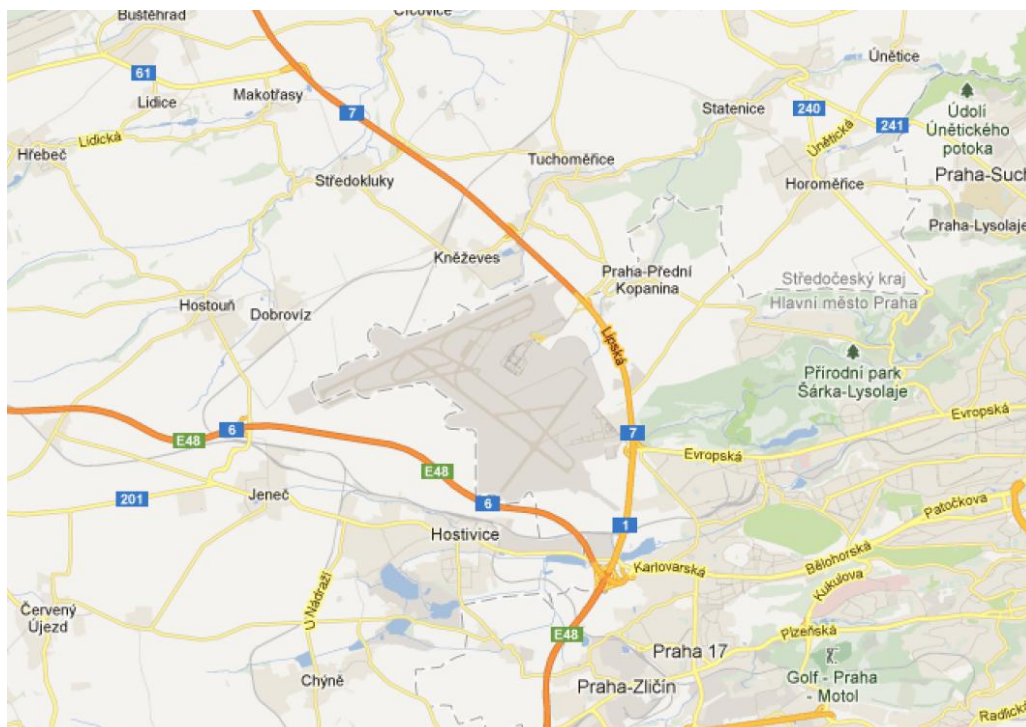 Buštěhrad
Číčovice
Únětice
61
Lidice
Makotřasy
7
Statenice
240
241
Údolí
Únětického
potoka
Lidická
Únětická
Hřebeč
Středokluky
Tuchoměřice
Horoměřice
Praha-Such
Praha-Lysolaje
Kněževes
Praha-Přední
Kopanina
Středočeský kraj
Hlavní město Praha
Hostouň
Dobrovíz
Lipská
Přírodní park
Šárka-Lysolaje
Evropská
E48
6
7
Evropská
E48
201
Jeneč
6
Patočkova
Hostivice
1
Bělohorská
Karlovarská
Kukulova
U Nádraží
Červený
Újezd
E48
Plzeňská
Praha 17
Chýně
Praha-Zličín
Golf - Praha
- Motol
Radlická